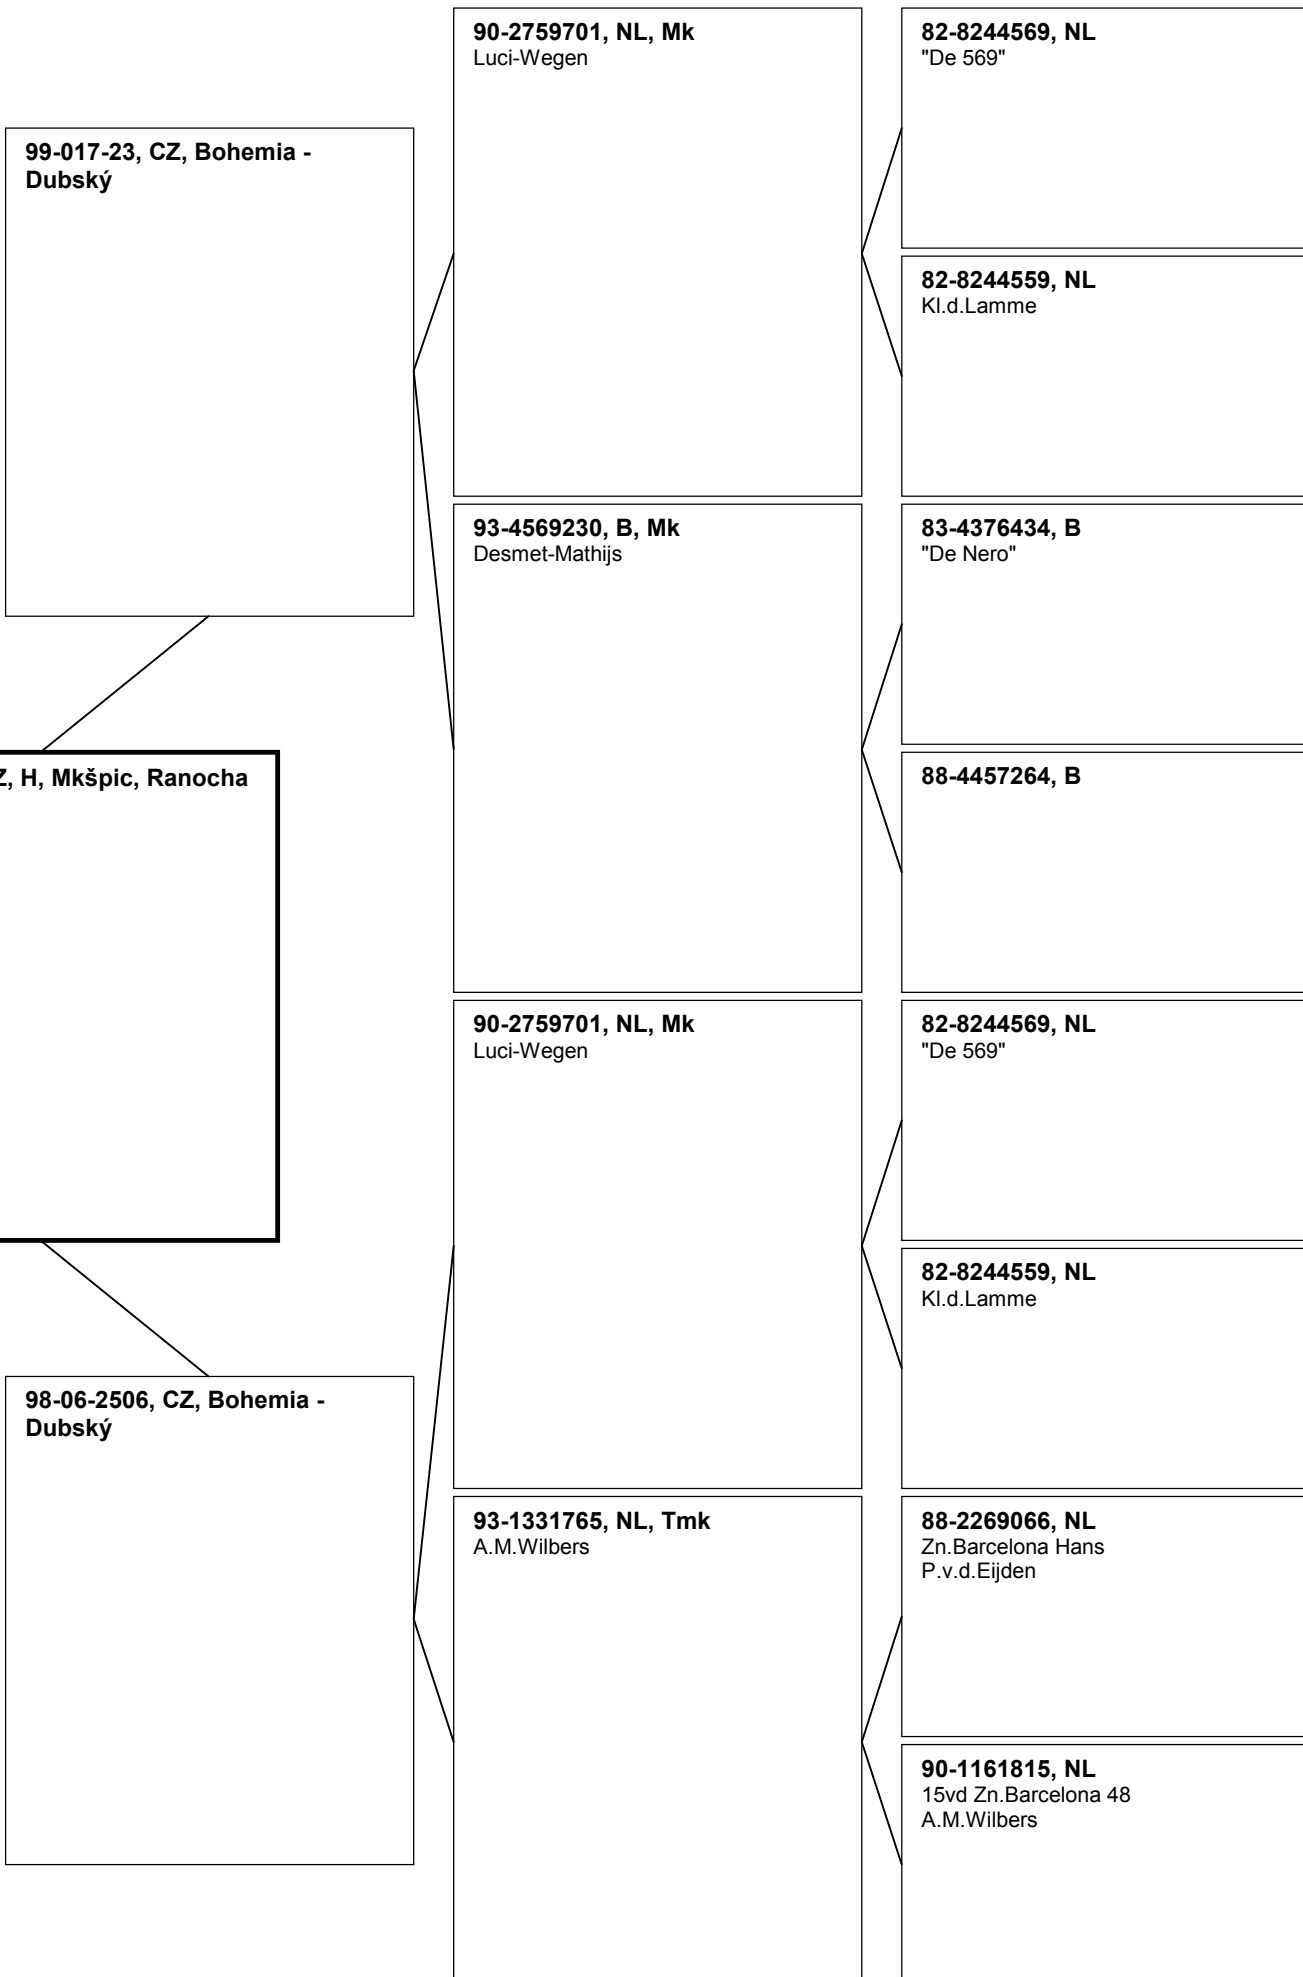 99-017-23, CZ, Bohemia -
Dubský
Z, H, Mkšpic, Ranocha
98-06-2506, CZ, Bohemia -
Dubský
90-2759701, NL, Mk
Luci-Wegen
93-4569230, B, Mk
Desmet-Mathijs
90-2759701, NL, Mk
Luci-Wegen
93-1331765, NL, Tmk
A.M.Wilbers
82-8244569, NL
"De 569"
82-8244559, NL
Kl.d.Lamme
83-4376434, B
"De Nero"
88-4457264, B
82-8244569, NL
"De 569"
82-8244559, NL
Kl.d.Lamme
88-2269066, NL
Zn.Barcelona Hans
P.v.d.Eijden
90-1161815, NL
15vd Zn.Barcelona 48
A.M.Wilbers